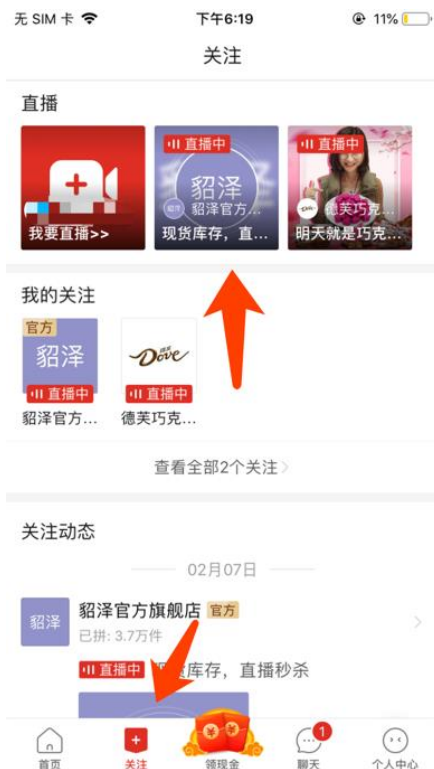 无 SIM 卡 下午6:19 11%
关注
直播
直播中
直播中
貂泽
貂泽
貂泽官方...
Dove
德芙巧克...
我要直播>>
现货库存，直...
明天就是巧克...
我的关注
官方
貂泽
Dove
直播中
直播中
貂泽官方...
德芙巧克...
查看全部2个关注
关注动态
02月07日
貂泽
貂泽官方旗舰店 官方
已拼: 3.7万件
直播中 库存，直播秒杀
1
首页 关注 领现金 聊天 个人中心